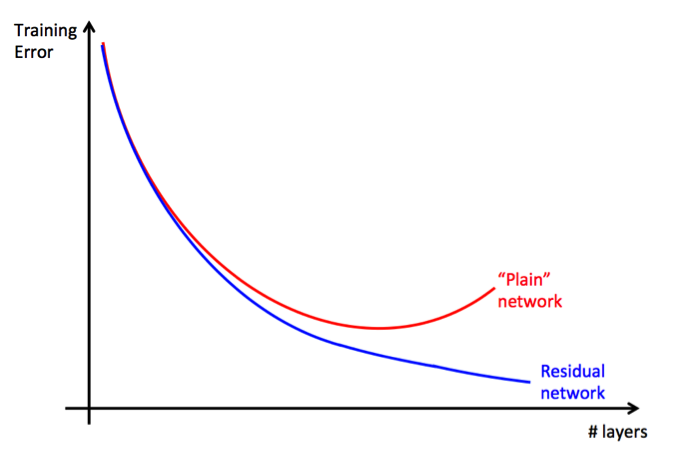 Training
Error
“Plain”
network
Residual
network
# layers